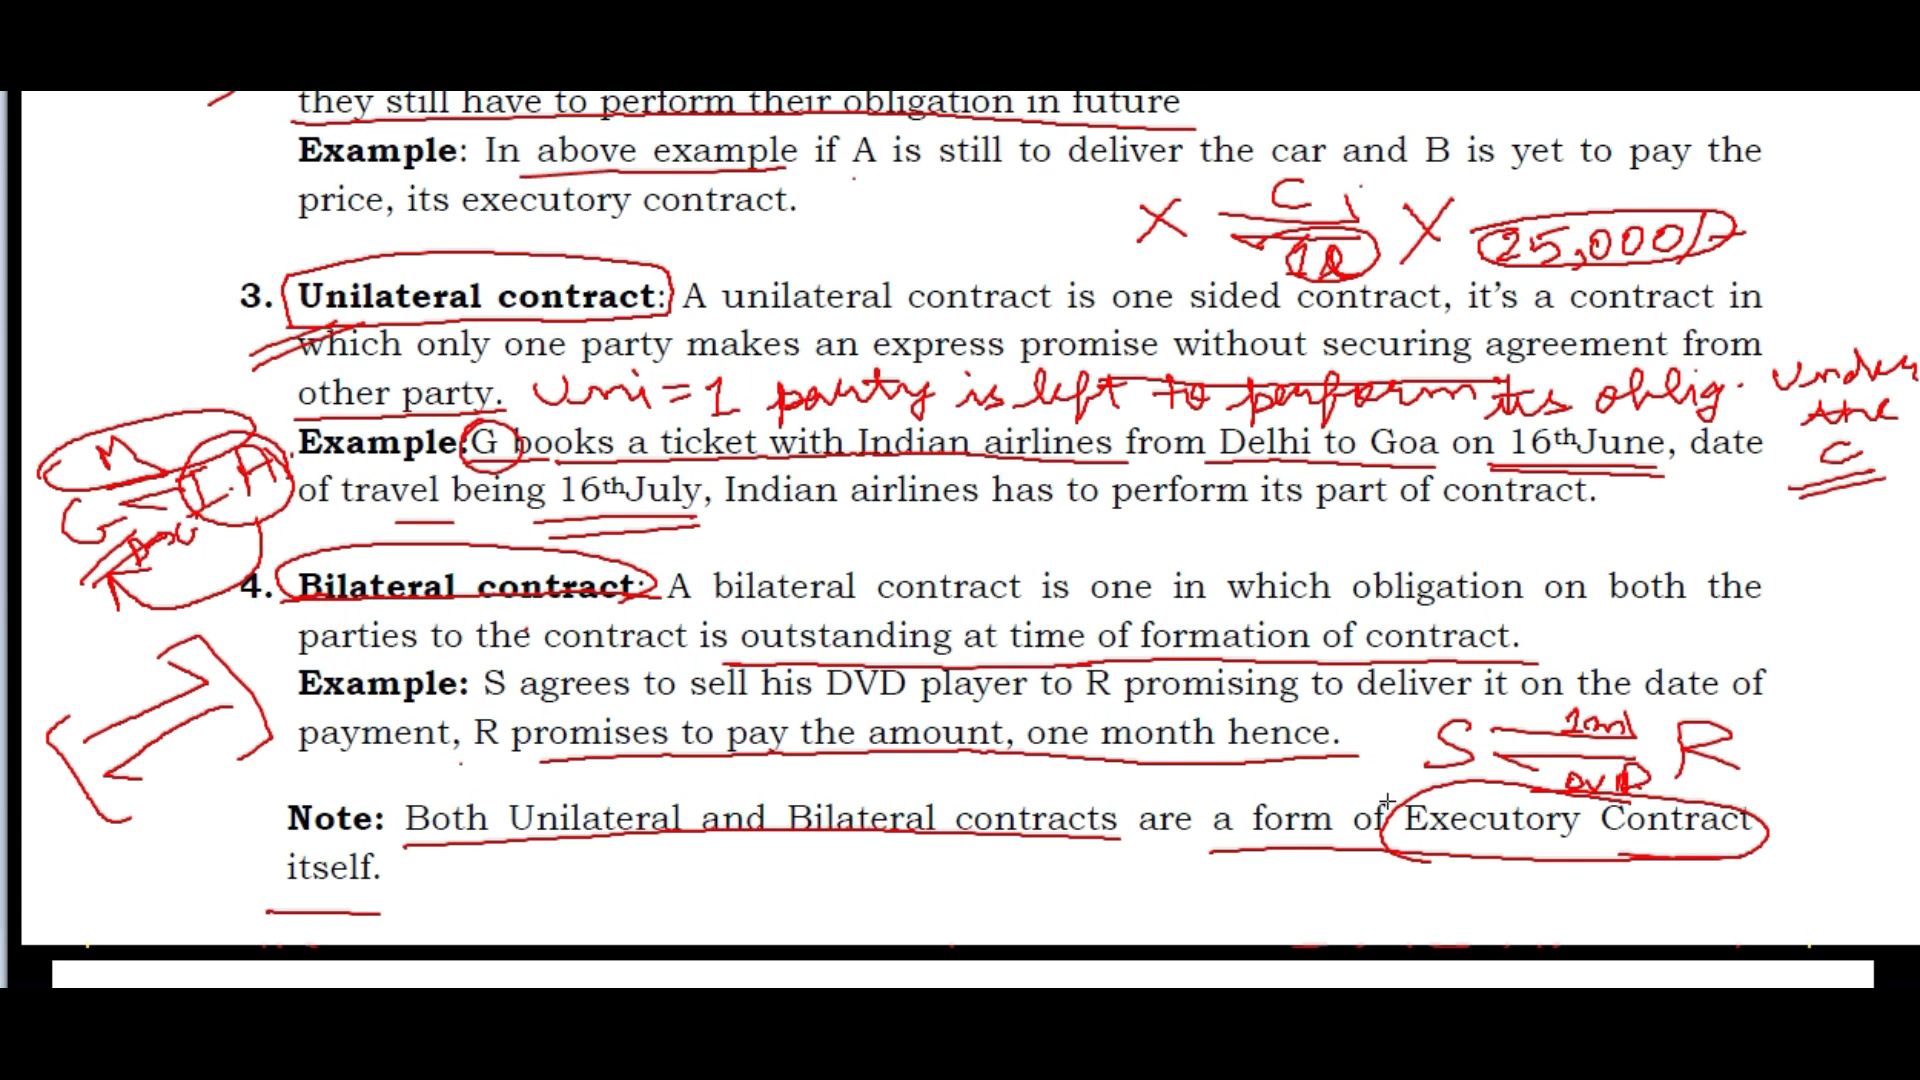 they still have to perform their obligation in future
Example: In above example if A is still to deliver the car and B is yet to pay the
price, its executory contract.
X C X 25,000/-
3. Unilateral contract: A unilateral contract is one sided contract, it's a contract in
which only one party makes an express promise without securing agreement from
other party. Uni = 1 party is left to perform its oblig. under
the
C
Example: G books a ticket with Indian airlines from Delhi to Goa on 16th June, date
of travel being 16th July, Indian airlines has to perform its part of contract.
G
4. Bilateral contract: A bilateral contract is one in which obligation on both the
parties to the contract is outstanding at time of formation of contract.
Example: S agrees to sell his DVD player to R promising to deliver it on the date of
payment, R promises to pay the amount, one month hence.
S R
DVD
Note: Both Unilateral and Bilateral contracts are a form of Executory Contract
itself.